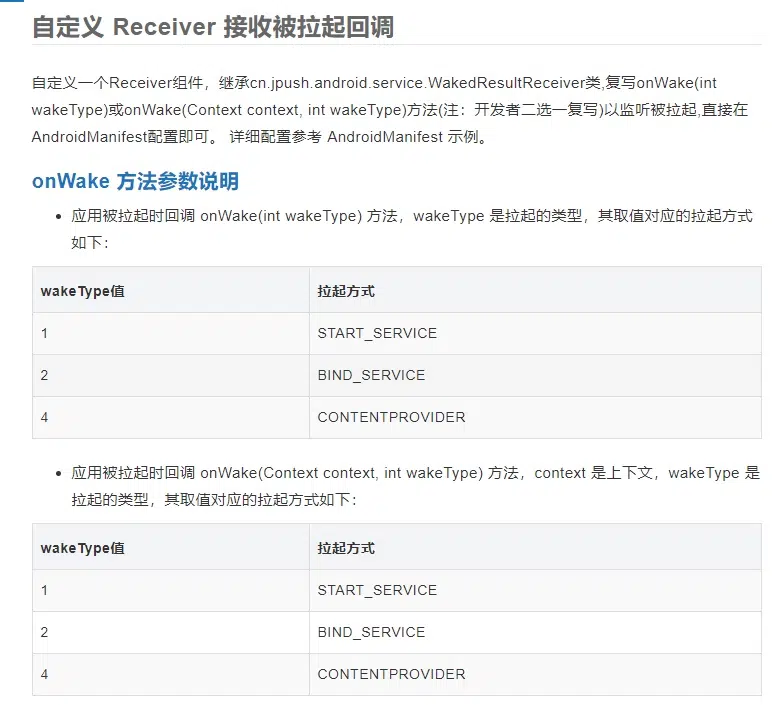 自定义 Receiver 接收被拉起回调
自定义一个Receiver组件，继承cn.jpush.android.service.WakedResultReceiver类,复写onWake(int
wakeType)或onWake(Context context, int wakeType)方法(注：开发者二选一复写)以监听被拉起,直接在
AndroidManifest配置即可。 详细配置参考 AndroidManifest 示例。
onWake 方法参数说明
• 应用被拉起时回调 onWake(int wakeType) 方法，wakeType 是拉起的类型，其取值对应的拉起方式
如下：
wakeType值 拉起方式
1 START_SERVICE
2 BIND_SERVICE
4 CONTENTPROVIDER
• 应用被拉起时回调 onWake(Context context, int wakeType) 方法，context 是上下文，wakeType 是
拉起的类型，其取值对应的拉起方式如下：
wakeType值 拉起方式
1 START_SERVICE
2 BIND_SERVICE
4 CONTENTPROVIDER